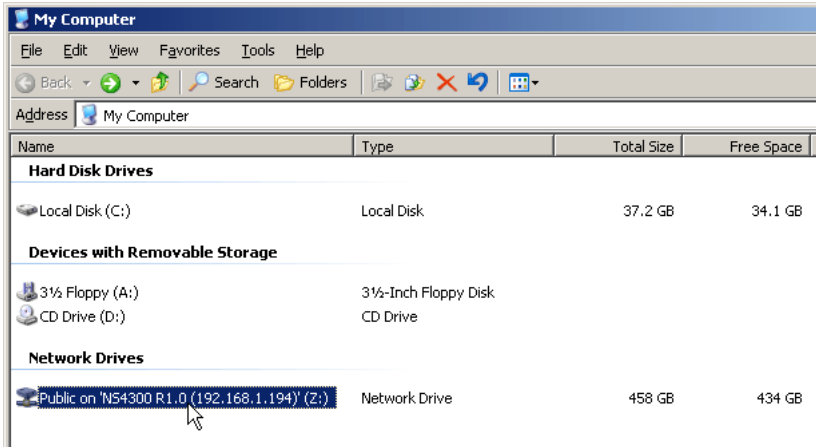 My Computer
File Edit View Favorites Tools Help
Back Search Folders
Address My Computer
Name Type Total Size Free Space
Hard Disk Drives
Local Disk (C:) Local Disk 37.2 GB 34.1 GB
Devices with Removable Storage
3½ Floppy (A:) 3½-Inch Floppy Disk
CD Drive (D:) CD Drive
Network Drives
Public on 'NS4300 R1.0 (192.168.1.194)' (Z:) Network Drive 458 GB 434 GB